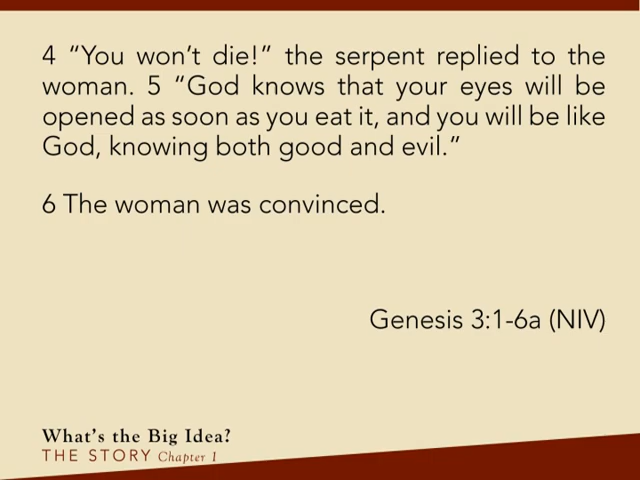 4 “You won’t die!” the serpent replied to the
woman. 5 “God knows that your eyes will be
opened as soon as you eat it, and you will be like
God, knowing both good and evil.”
6 The woman was convinced.
Genesis 3:1-6a (NIV)
What’s the Big Idea?
THE STORY Chapter 1